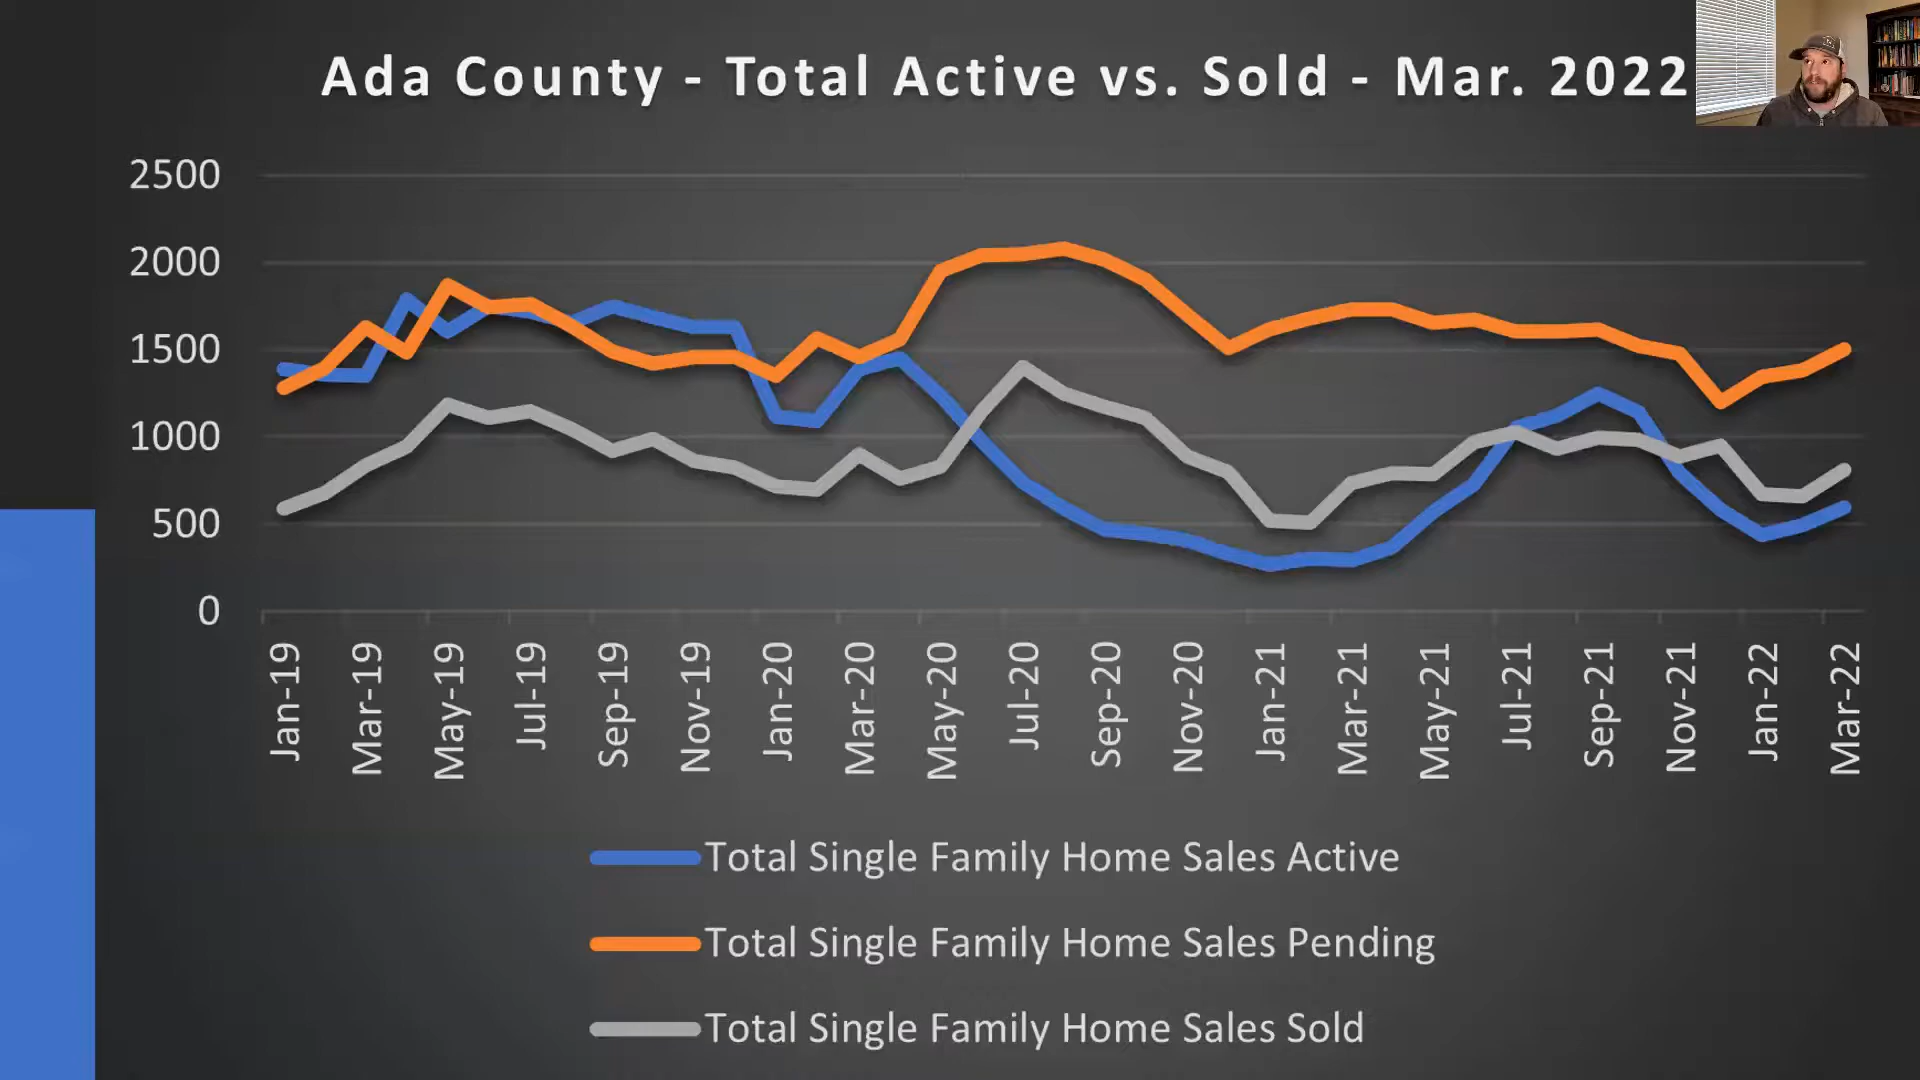 Ada County - Total Active vs. Sold - Mar. 2022
2500
2000
1500
1000
500
0
Jan-19
Mar-19
May-19
Jul-19
Sep-19
Nov-19
Jan-20
Mar-20
May-20
Jul-20
Sep-20
Nov-20
Jan-21
Mar-21
May-21
Jul-21
Sep-21
Nov-21
Jan-22
Mar-22
Total Single Family Home Sales Active
Total Single Family Home Sales Pending
Total Single Family Home Sales Sold